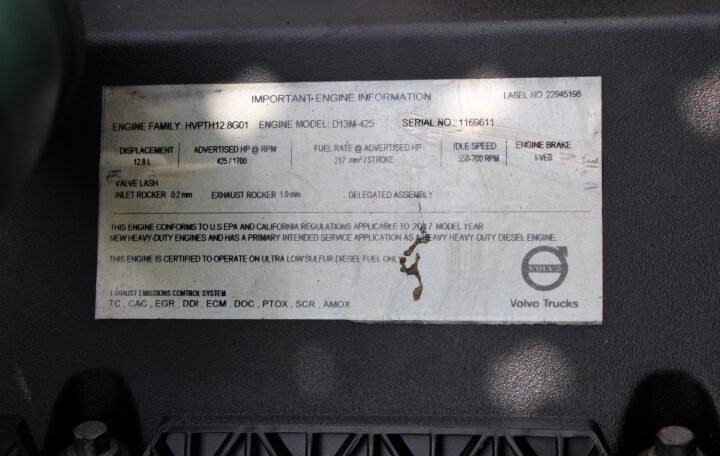 IMPORTANT ENGINE INFORMATION LABEL NO 22945198
ENGINE FAMILY: HVPTH12.8G01 ENGINE MODEL: D13M-425 SERIAL NO. 1169611
DISPLACEMENT ADVERTISED HP @ RPM FUEL RATE @ ADVERTISED HP IDLE SPEED ENGINE BRAKE
12.8 L 425 / 1700 217 mm³ / STROKE 550-700 RPM I-VEB
VALVE LASH
INLET ROCKER 0.2 mm EXHAUST ROCKER 1.0 mm DELEGATED ASSEMBLY
THIS ENGINE CONFORMS TO U.S EPA AND CALIFORNIA REGULATIONS APPLICABLE TO 2017 MODEL YEAR
NEW HEAVY-DUTY ENGINES AND HAS A PRIMARY INTENDED SERVICE APPLICATION AS A HEAVY HEAVY-DUTY DIESEL ENGINE.
THIS ENGINE IS CERTIFIED TO OPERATE ON ULTRA LOW SULFUR DIESEL FUEL ONLY
VOLVO
EXHAUST EMISSIONS CONTROL SYSTEM
TC , CAC , EGR , DDI , ECM , DOC , PTOX , SCR , AMOX
Volvo Trucks